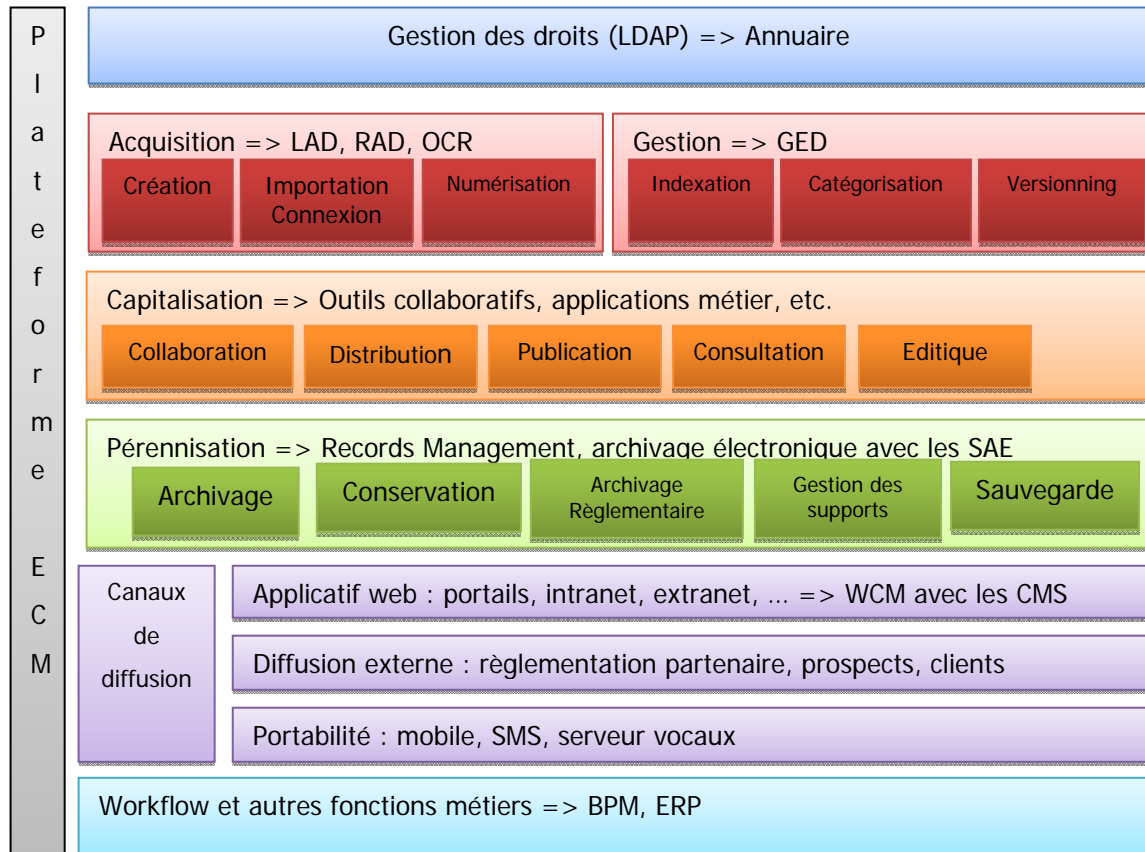 Plateforme ECM
Gestion des droits (LDAP) => Annuaire
Acquisition => LAD, RAD, OCR
Création
Importation
Connexion
Numérisation
Gestion => GED
Indexation
Catégorisation
Versionning
Capitalisation => Outils collaboratifs, applications métier, etc.
Collaboration
Distribution
Publication
Consultation
Editique
Pérennisation => Records Management, archivage électronique avec les SAE
Archivage
Conservation
Archivage
Règlementaire
Gestion des
supports
Sauvegarde
Canaux
de
diffusion
Applicatif web : portails, intranet, extranet, ... => WCM avec les CMS
Diffusion externe : règlementation partenaire, prospects, clients
Portabilité : mobile, SMS, serveur vocaux
Workflow et autres fonctions métiers => BPM, ERP